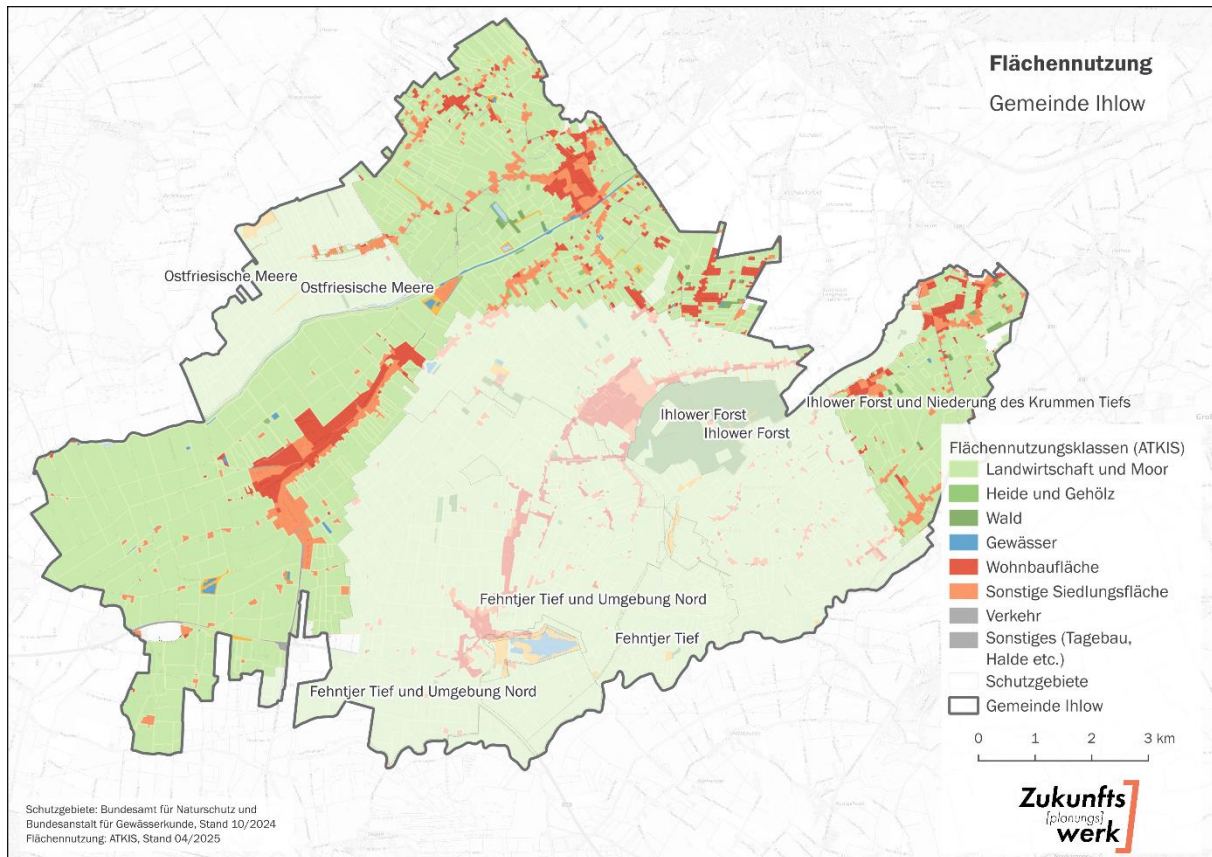 Flächennutzung
Gemeinde Ihlow
Ostfriesische Meere
Ostfriesische Meere
Ihlower Forst und Niederung des Krummen Tiefs
Ihlower Forst
Ihlower Forst
Fehntjer Tief und Umgebung Nord
Fehntjer Tief
Fehntjer Tief und Umgebung Nord
Flächennutzungsklassen (ATKIS)
Landwirtschaft und Moor
Heide und Gehölz
Wald
Gewässer
Wohnbaufläche
Sonstige Siedlungsfläche
Verkehr
Sonstiges (Tagebau,
Halde etc.)
Schutzgebiete
Gemeinde Ihlow
0 1 2 3 km
Schutzgebiete: Bundesamt für Naturschutz und
Bundesanstalt für Gewässerkunde, Stand 10/2024
Flächennutzung: ATKIS, Stand 04/2025
Zukunfts
[planungs]
werk